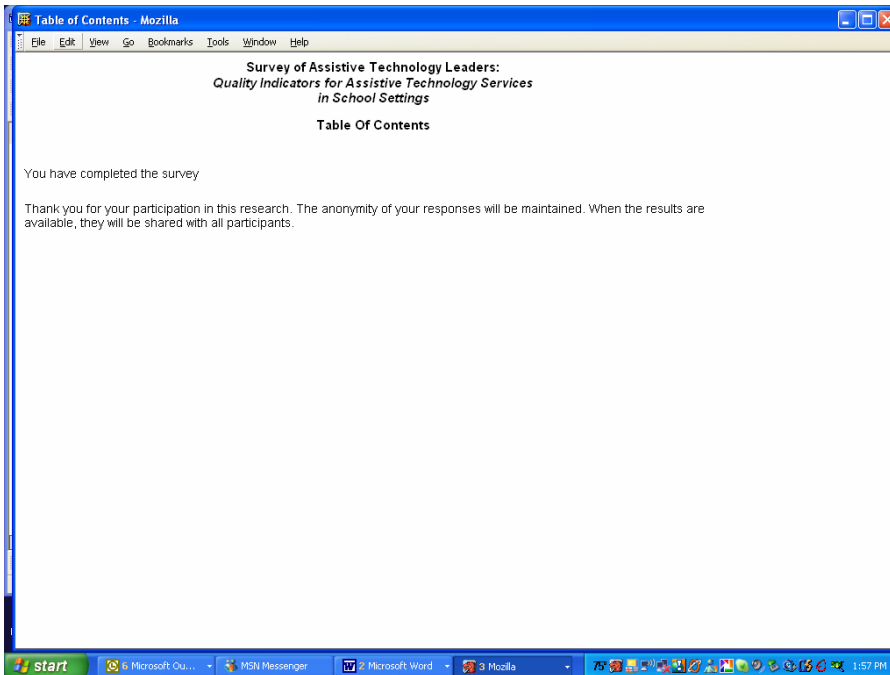 Table of Contents - Mozilla
File Edit View Go Bookmarks Tools Window Help
Survey of Assistive Technology Leaders:
Quality Indicators for Assistive Technology Services
in School Settings
Table Of Contents
You have completed the survey
Thank you for your participation in this research. The anonymity of your responses will be maintained. When the results are
available, they will be shared with all participants.
start 6 Microsoft Ou... MSN Messenger 2 Microsoft Word 3 Mozilla 75° 1:57 PM